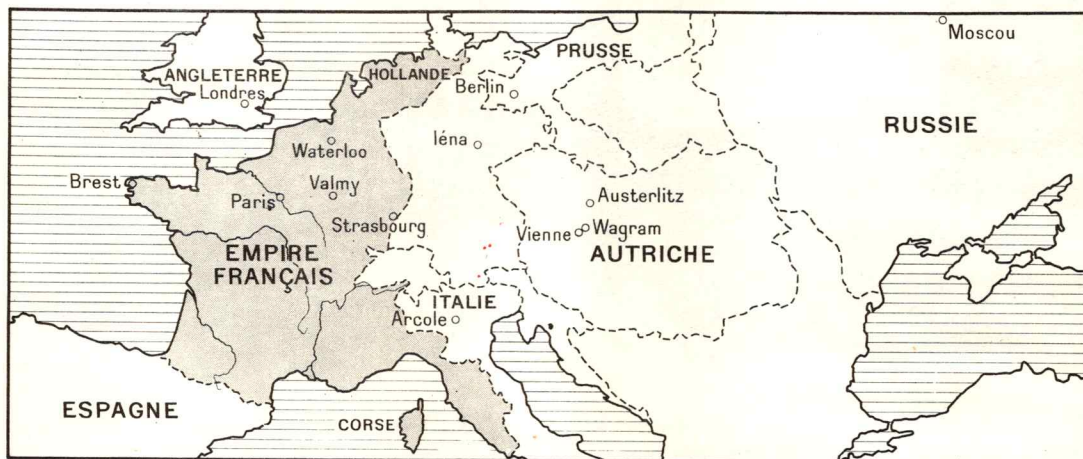 Moscou
PRUSSE
ANGLETERRE
HOLLANDE
Londres
Berlin
RUSSIE
Iéna
Waterloo
Brest
Paris
Valmy
Austerlitz
Strasbourg
Vienne
Wagram
EMPIRE
FRANÇAIS
AUTRICHE
ITALIE
Arcole
ESPAGNE
CORSE